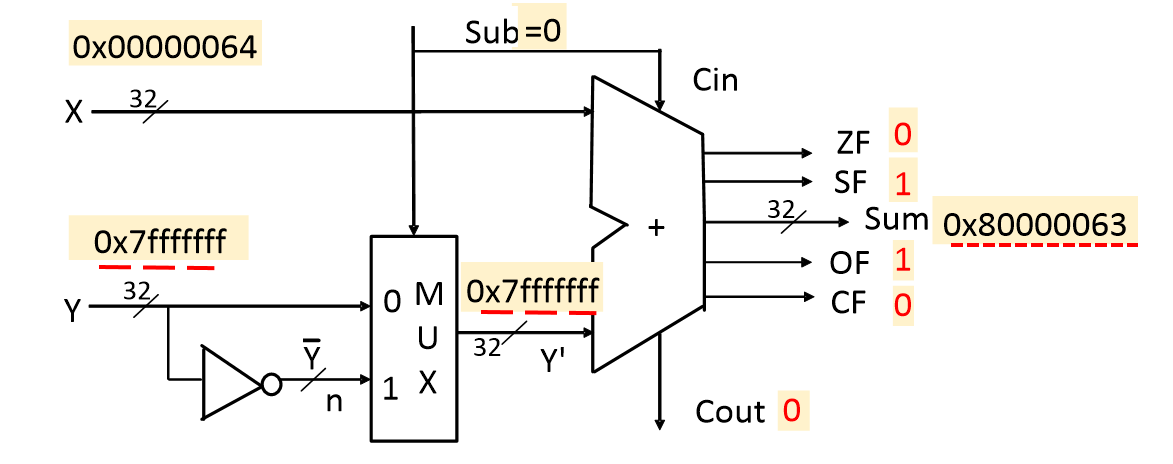 0x00000064
Sub=0
Cin
X
32
ZF 0
SF 1
32
Sum 0x80000063
+
0x7fffffff
OF 1
CF 0
Y
32
0
M
U
X
1
0x7fffffff
32
Y'
Y̅
n
Cout 0